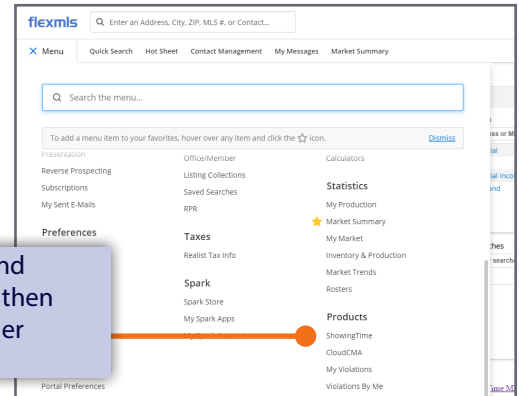 flexmls
Enter an Address, City, ZIP, MLS #, or Contact...
Menu Quick Search Hot Sheet Contact Management My Messages Market Summary
Search the menu...
To add a menu item to your favorites, hover over any item and click the icon. Dismiss
Presentation
Reverse Prospecting
Subscriptions
My Sent E-Mails
Preferences
Portal Preferences
Office/Member
Listing Collections
Saved Searches
RPR
Taxes
Realist Tax Info
Spark
Spark Store
My Spark Apps
Calculators
Statistics
My Production
Market Summary
My Market
Inventory & Production
Market Trends
Rosters
Products
ShowingTime
CloudCMA
My Violations
Violations By Me
then